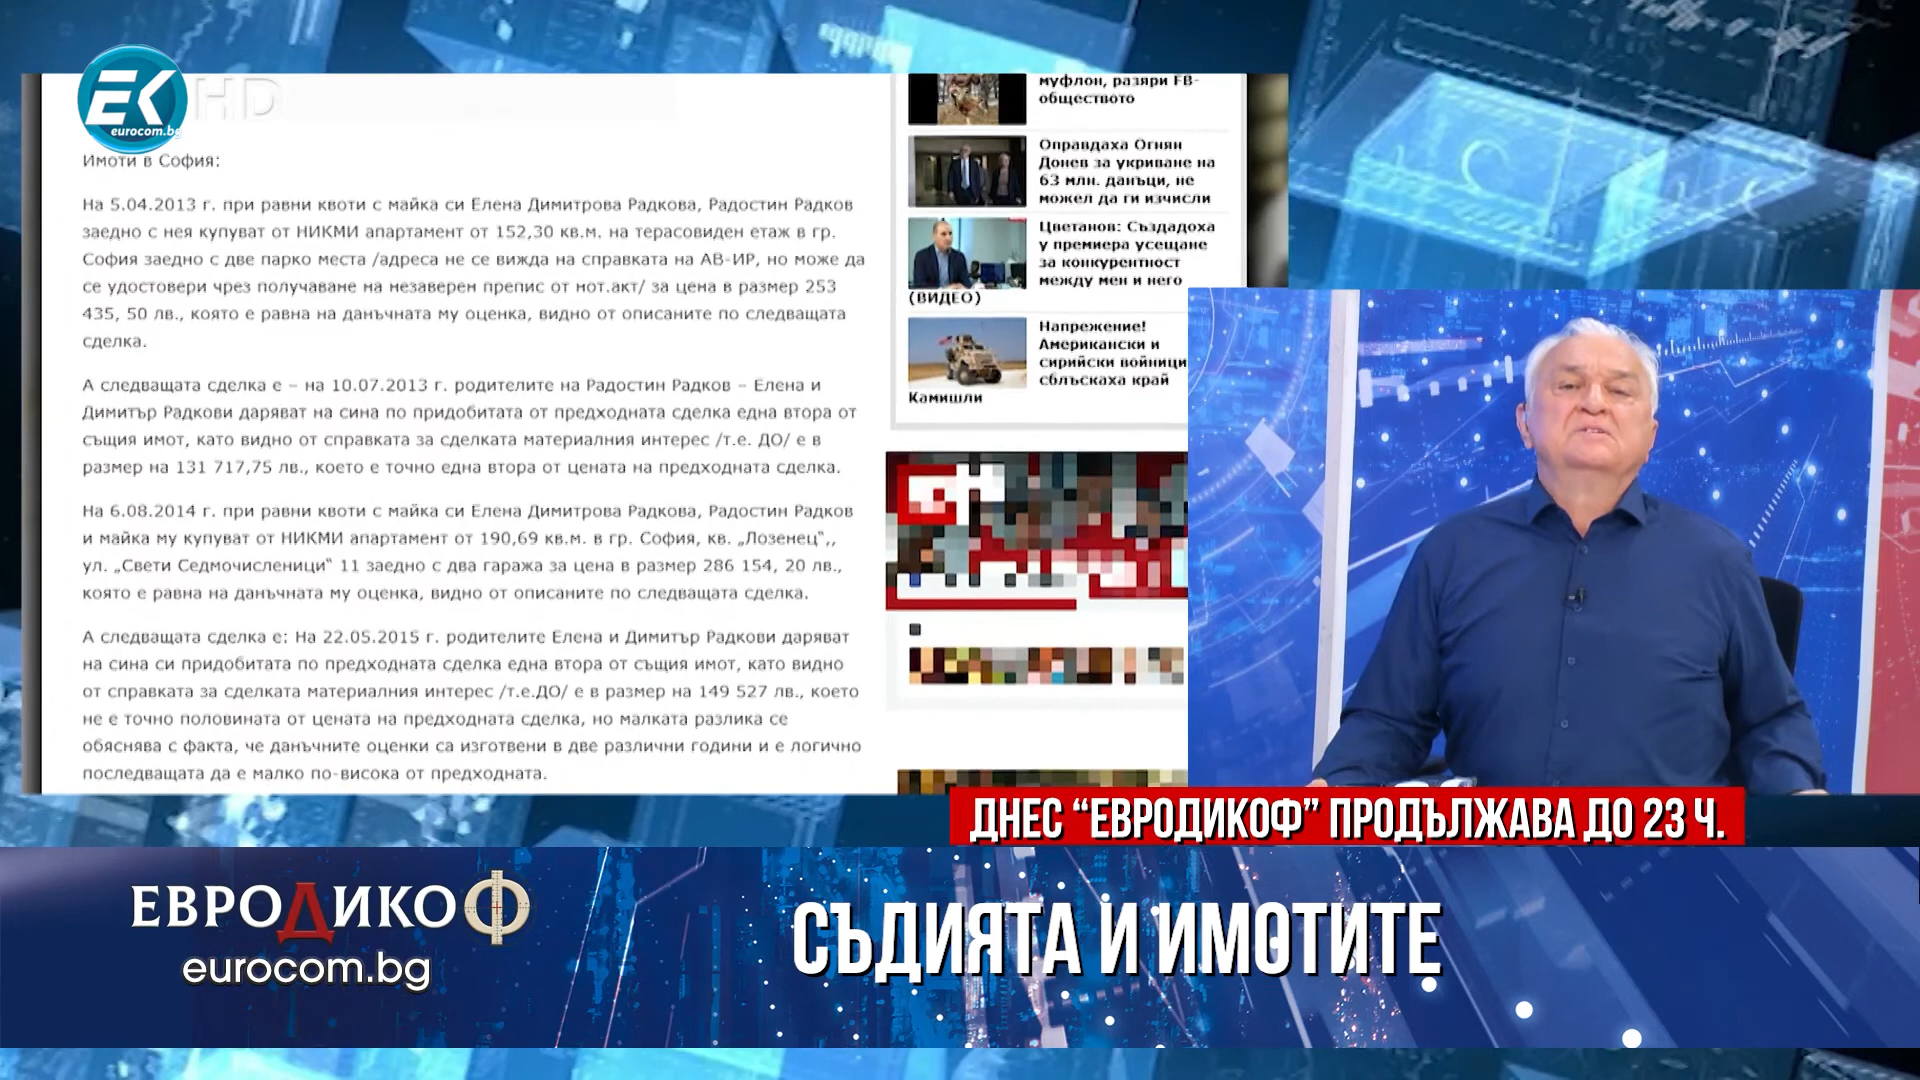 EK HD
eurocom.bg
Имоти в София:
На 5.04.2013 г. при равни квоти с майка си Елена Димитрова Радкова, Радостин Радков
заедно с нея купуват от НИКМИ апартамент от 152,30 кв.м. на терасовиден етаж в гр.
София заедно с две парко места /адреса не се вижда на справката на АВ-ИР, но може да
се удостовери чрез получаване на незаверен препис от нот.акт/ за цена в размер 253
435, 50 лв., която е равна на данъчната му оценка, видно от описаните по следващата
сделка.
А следващата сделка е – на 10.07.2013 г. родителите на Радостин Радков – Елена и
Димитър Радкови даряват на сина по придобитата от предходната сделка една втора от
същия имот, като видно от справката за сделката материалния интерес /т.е. ДО/ е в
размер на 131 717,75 лв., което е точно една втора от цената на предходната сделка.
На 6.08.2014 г. при равни квоти с майка си Елена Димитрова Радкова, Радостин Радков
и майка му купуват от НИКМИ апартамент от 190,69 кв.м. в гр. София, кв. „Лозенец“,,
ул. „Свети Седмочисленици“ 11 заедно с два гаража за цена в размер 286 154, 20 лв.,
която е равна на данъчната му оценка, видно от описаните по следващата сделка.
А следващата сделка е: На 22.05.2015 г. родителите Елена и Димитър Радкови даряват
на сина си придобитата по предходната сделка една втора от същия имот, като видно
от справката за сделката материалния интерес /т.е.ДО/ е в размер на 149 527 лв., което
не е точно половината от цената на предходната сделка, но малката разлика се
обяснява с факта, че данъчните оценки са изготвени в две различни години и е логично
последващата да е малко по-висока от предходната.
муфлон, разяри FB-
обществото
Оправдаха Огнян
Донев за укриване на
63 млн. данъци, не
можел да ги изчисли
Цветанов: Създадоха
у премиера усещане
за конкурентност
между мен и него
(ВИДЕО)
Напрежение!
Американски и
сирийски войници
сблъскаха край
Камишли
ДНЕС “ЕВРОДИКОФ” ПРОДЪЛЖАВА ДО 23 Ч.
ЕВРОДИКОФ
eurocom.bg
СЪДИЯТА И ИМОТИТЕ